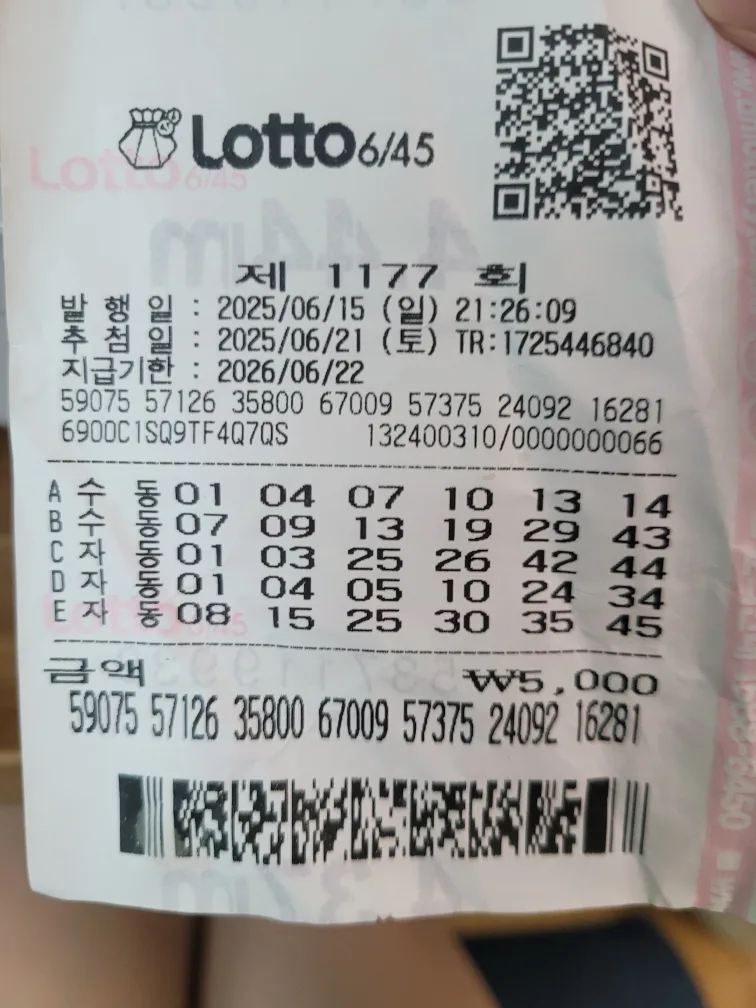 Lotto 6/45
제 1177 회
발 행 일 : 2025/06/15 (일) 21:26:09
추 첨 일 : 2025/06/21 (토) TR:1725446840
지급기한 : 2026/06/22
59075 57126 35800 67009 57375 24092 16281
6900C1SQ9TF4Q7QS 132400310/0000000066
A 수 동 01 04 07 10 13 14
B 수 동 07 09 13 19 29 43
C 자 동 01 03 25 26 42 44
D 자 동 01 04 05 10 24 34
E 자 동 08 15 25 30 35 45
금액 ₩5,000
59075 57126 35800 67009 57375 24092 16281